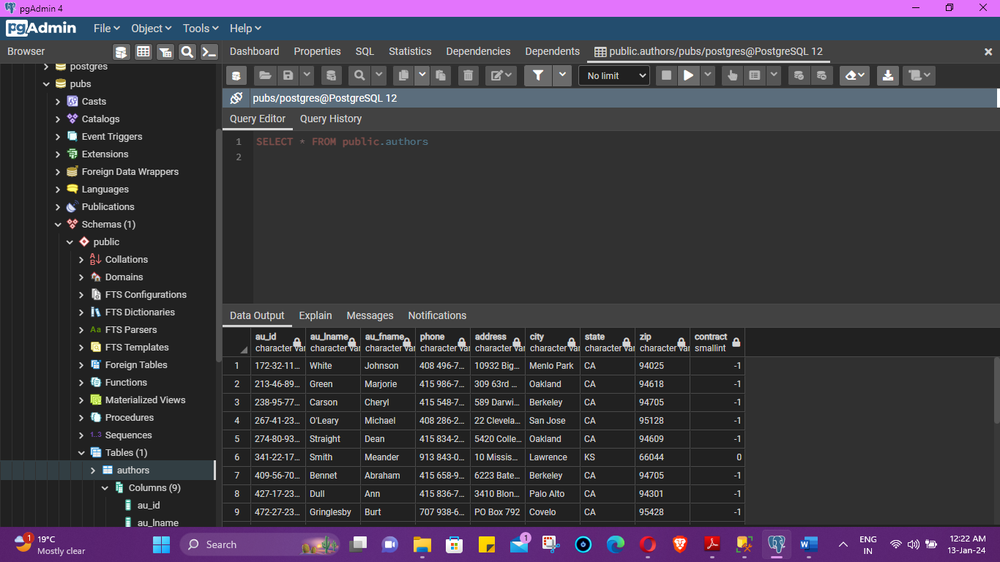 pgAdmin 4
pgAdmin File Object Tools Help
Browser
Dashboard Properties SQL Statistics Dependencies Dependents public.authors/pubs/postgres@PostgreSQL 12
No limit
pubs/postgres@PostgreSQL 12
Query Editor Query History
1 SELECT * FROM public.authors
2
postgres
pubs
Casts
Catalogs
Event Triggers
Extensions
Foreign Data Wrappers
Languages
Publications
Schemas (1)
public
Collations
Domains
FTS Configurations
FTS Dictionaries
Aa FTS Parsers
FTS Templates
Foreign Tables
Functions
Materialized Views
Procedures
1..3 Sequences
Tables (1)
authors
Columns (9)
au_id
au_lname
Data Output Explain Messages Notifications
au_id au_lname au_fname phone address city state zip contract
character var character var character var character var character var character var character var character var smallint
1 172-32-11... White Johnson 408 496-7... 10932 Big... Menlo Park CA 94025 -1
2 213-46-89... Green Marjorie 415 986-7... 309 63rd ... Oakland CA 94618 -1
3 238-95-77... Carson Cheryl 415 548-7... 589 Darwi... Berkeley CA 94705 -1
4 267-41-23... O'Leary Michael 408 286-2... 22 Clevela... San Jose CA 95128 -1
5 274-80-93... Straight Dean 415 834-2... 5420 Colle... Oakland CA 94609 -1
6 341-22-17... Smith Meander 913 843-0... 10 Missis... Lawrence KS 66044 0
7 409-56-70... Bennet Abraham 415 658-9... 6223 Bate... Berkeley CA 94705 -1
8 427-17-23... Dull Ann 415 836-7... 3410 Blon... Palo Alto CA 94301 -1
9 472-27-23... Gringlesby Burt 707 938-6... PO Box 792 Covelo CA 95428 -1
1
19°C
Mostly clear
Search
1
ENG
IN
12:22 AM
13-Jan-24